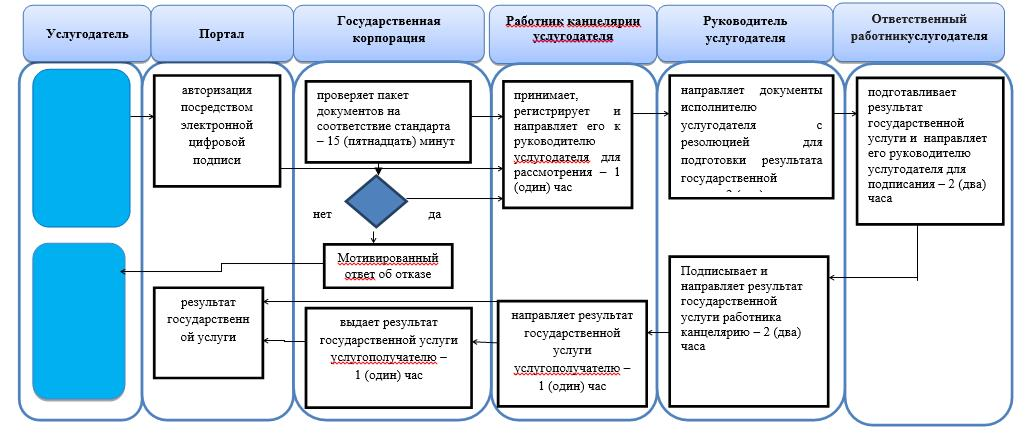 Услугодатель
Портал
Государственная
корпорация
Работник канцелярии
услугодателя
Руководитель
услугодателя
Ответственный
работникуслугодателя
авторизация
посредством
электронной
цифровой
подписи
проверяет пакет
документов на
соответствие стандарта
– 15 (пятнадцать) минут
принимает,
регистрирует и
направляет его к
руководителю
услугодателя для
рассмотрения – 1
(один) час
направляет документы
исполнителю
услугодателя с
резолюцией для
подготовки результата
государственной
подготавливает
результат
государственной
услуги и направляет
его руководителю
услугодателя для
подписания – 2 (два)
часа
нет
да
Мотивированный
ответ об отказе
результат
государственн
ой услуги
выдает результат
государственной услуги
услугополучателю –
1 (один) час
направляет результат
государственной
услуги
услугополучателю –
1 (один) час
Подписывает и
направляет результат
государственной
услуги работника
канцелярию – 2 (два)
часа